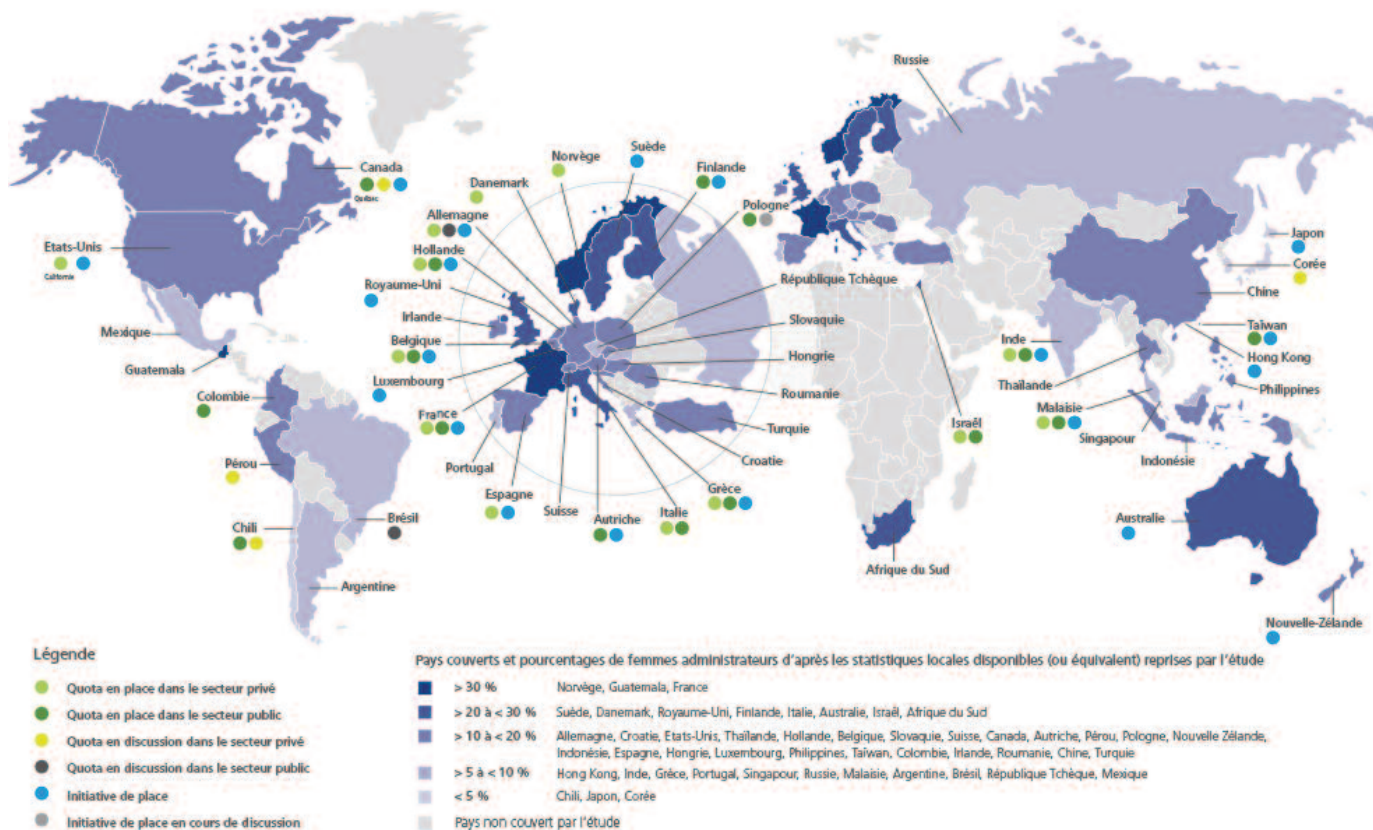 Russie
Suède
Norvège
Canada
Québec
Finlande
Danemark
Pologne
Allemagne
Etats-Unis
Californie
Hollande
Japon
Corée
République Tchèque
Royaume-Uni
Chine
Irlande
Slovaquie
Mexique
Taïwan
Belgique
Inde
Hongrie
Hong Kong
Guatemala
Luxembourg
Thaïlande
Philippines
Roumanie
Colombie
Malaisie
France
Israël
Turquie
Singapour
Croatie
Indonésie
Pérou
Portugal
Grèce
Espagne
Suisse
Brésil
Italie
Autriche
Australie
Chili
Afrique du Sud
Argentine
Nouvelle-Zélande
Légende
Quota en place dans le secteur privé
Quota en place dans le secteur public
Quota en discussion dans le secteur privé
Quota en discussion dans le secteur public
Initiative de place
Initiative de place en cours de discussion
Pays couverts et pourcentages de femmes administrateurs d'après les statistiques locales disponibles (ou équivalent) reprises par l'étude
> 30 % Norvège, Guatemala, France
> 20 à < 30 % Suède, Danemark, Royaume-Uni, Finlande, Italie, Australie, Israël, Afrique du Sud
> 10 à < 20 % Allemagne, Croatie, Etats-Unis, Thaïlande, Hollande, Belgique, Slovaquie, Suisse, Canada, Autriche, Pérou, Pologne, Nouvelle Zélande,
Indonésie, Espagne, Hongrie, Luxembourg, Philippines, Taïwan, Colombie, Irlande, Roumanie, Chine, Turquie
> 5 à < 10 % Hong Kong, Inde, Grèce, Portugal, Singapour, Russie, Malaisie, Argentine, Brésil, République Tchèque, Mexique
< 5 % Chili, Japon, Corée
Pays non couvert par l'étude